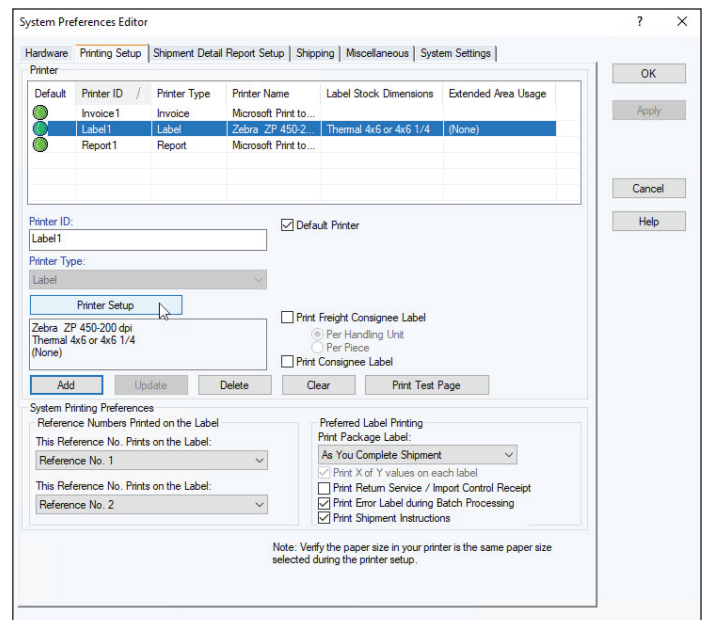 System Preferences Editor
? X
Hardware Printing Setup Shipment Detail Report Setup Shipping Miscellaneous System Settings
Printer
Default Printer ID / Printer Type Printer Name Label Stock Dimensions Extended Area Usage
Invoice1 Invoice Microsoft Print to...
Label1 Label Zebra ZP 450-2... Thermal 4x6 or 4x6 1/4 (None)
Report1 Report Microsoft Print to...
OK
Apply
Cancel
Help
Printer ID:
Label1
Default Printer
Printer Type:
Label
Printer Setup
Zebra ZP 450-200 dpi
Thermal 4x6 or 4x6 1/4
(None)
Print Freight Consignee Label
Per Handling Unit
Per Piece
Print Consignee Label
Add Update Delete Clear Print Test Page
System Printing Preferences
Reference Numbers Printed on the Label
This Reference No. Prints on the Label:
Reference No. 1
This Reference No. Prints on the Label:
Reference No. 2
Preferred Label Printing
Print Package Label:
As You Complete Shipment
Print X of Y values on each label
Print Return Service / Import Control Receipt
Print Error Label during Batch Processing
Print Shipment Instructions
Note: Verify the paper size in your printer is the same paper size
selected during the printer setup.